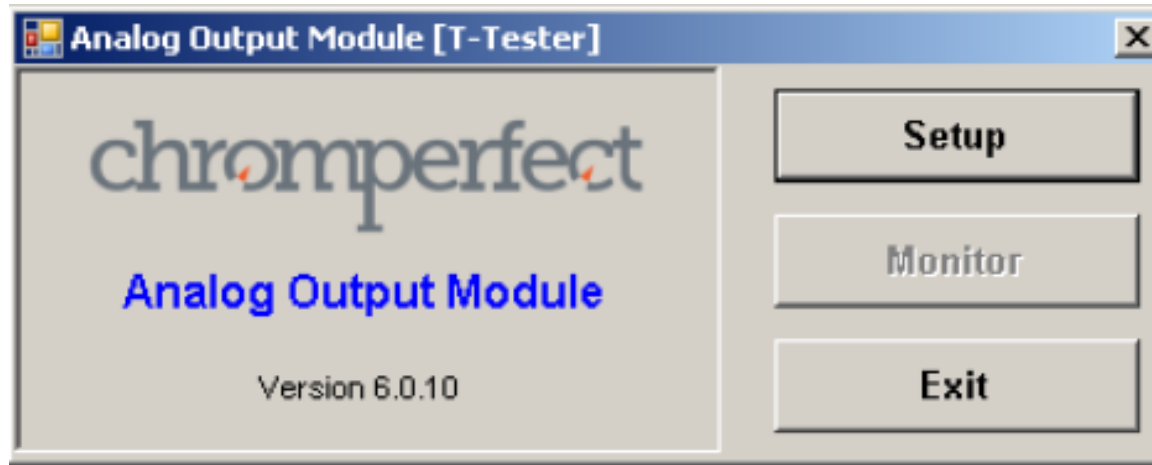 Analog Output Module [T-Tester]
chromperfect
Analog Output Module
Version 6.0.10
Setup
Monitor
Exit